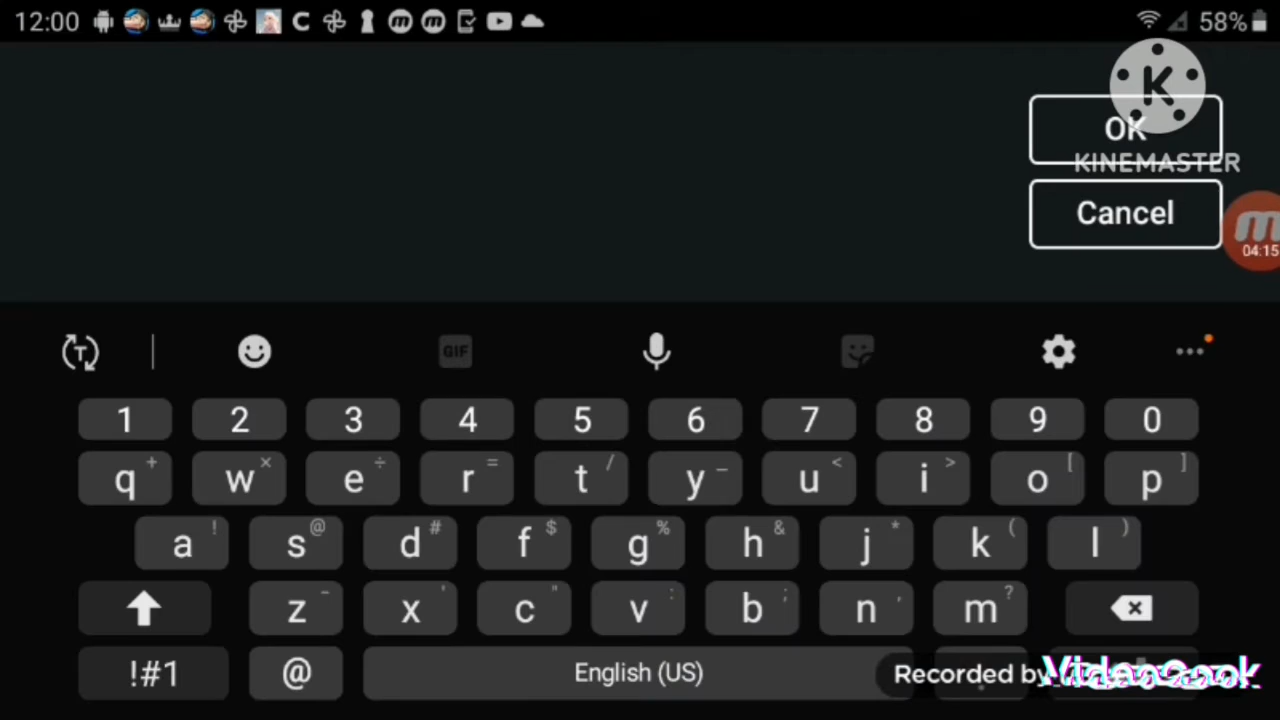 12:00 58%
OK
KINEMASTER
Cancel
04:15
GIF
1 2 3 4 5 6 7 8 9 0
q + w × e ÷ r = t / y _ u < i > o [ p ]
a ! s @ d # f $ g % h & j * k ( l )
z - x ' c " v : b ; n , m ?
!#1 @ English (US) .
Recorded by